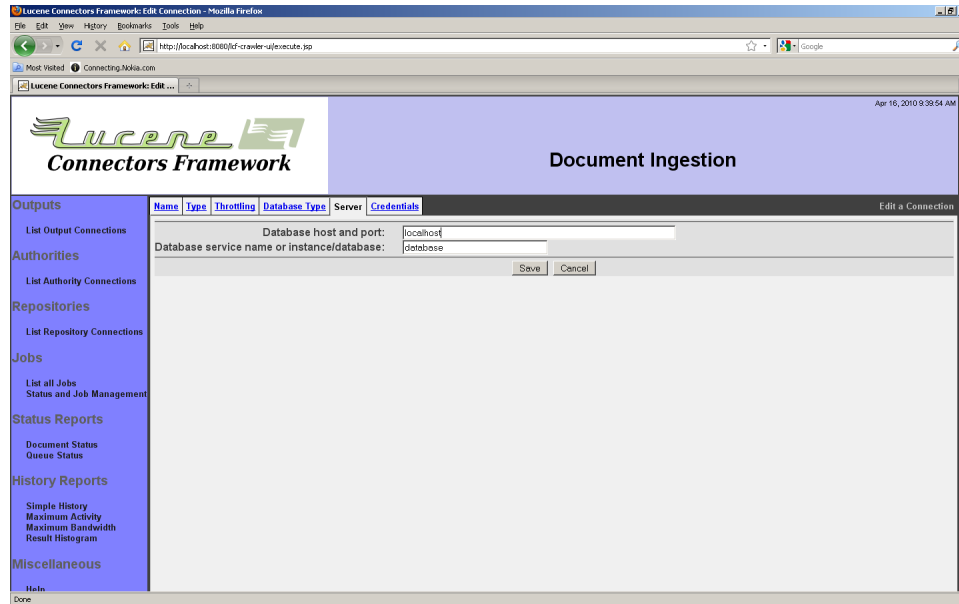 Lucene Connectors Framework: Edit Connection - Mozilla Firefox
File Edit View History Bookmarks Tools Help
http://localhost:8080/lcf-crawler-ui/execute.jsp
Google
Most Visited Connecting.Nokia.com
Lucene Connectors Framework: Edit ...
Apr 16, 2010 9:39:54 AM
Lucene
Connectors Framework
Document Ingestion
Outputs
Name Type Throttling Database Type Server Credentials
Edit a Connection
List Output Connections
Database host and port: localhost
Database service name or instance/database: database
Save Cancel
Authorities
List Authority Connections
Repositories
List Repository Connections
Jobs
List all Jobs
Status and Job Management
Status Reports
Document Status
Queue Status
History Reports
Simple History
Maximum Activity
Maximum Bandwidth
Result Histogram
Miscellaneous
Help
Done